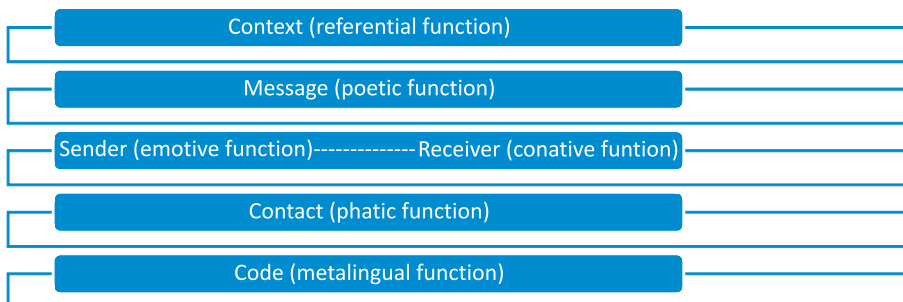 Context (referential function)
Message (poetic function)
Sender (emotive function)--------------Receiver (conative funtion)
Contact (phatic function)
Code (metalingual function)